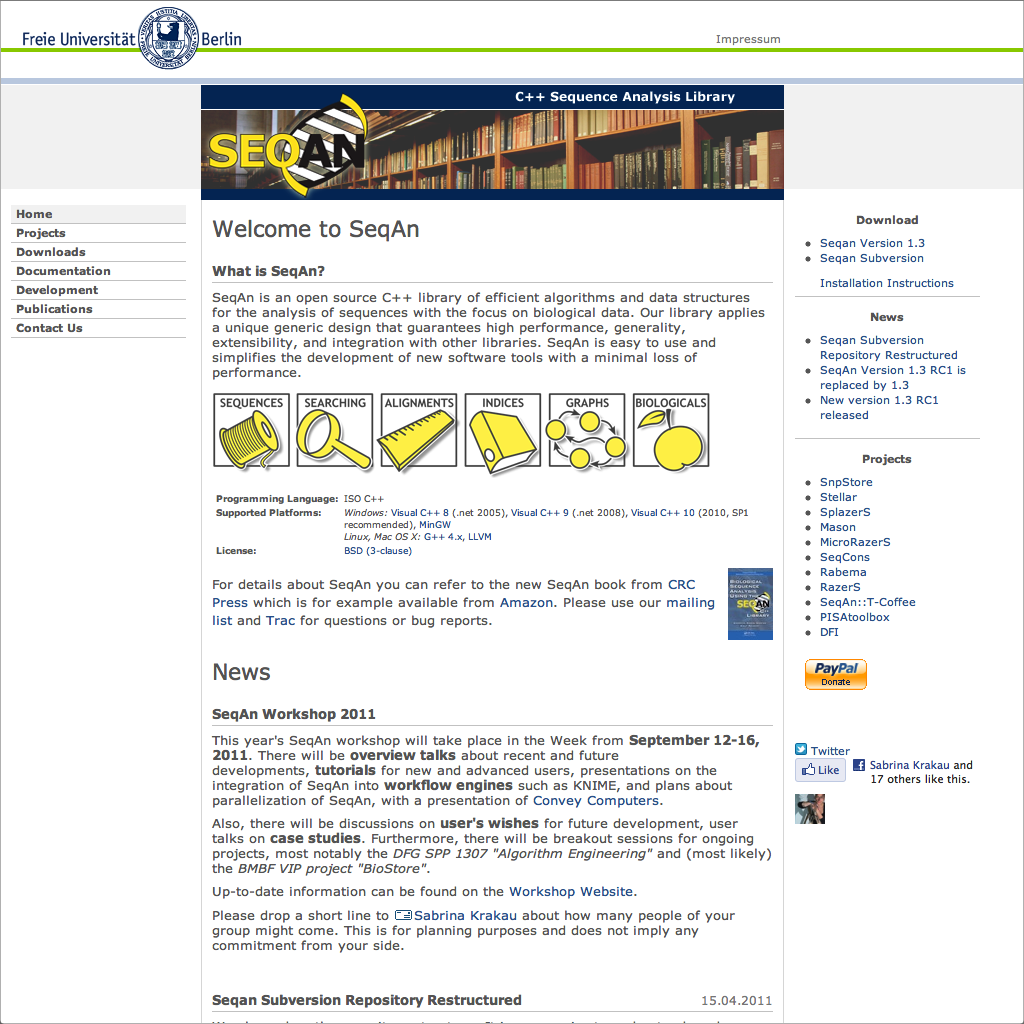 Freie Universität Berlin
Impressum
C++ Sequence Analysis Library
SEQAN
Home
Projects
Downloads
Documentation
Development
Publications
Contact Us
Welcome to SeqAn
What is SeqAn?
SeqAn is an open source C++ library of efficient algorithms and data structures
for the analysis of sequences with the focus on biological data. Our library applies
a unique generic design that guarantees high performance, generality,
extensibility, and integration with other libraries. SeqAn is easy to use and
simplifies the development of new software tools with a minimal loss of
performance.
SEQUENCES SEARCHING ALIGNMENTS INDICES GRAPHS BIOLOGICALS
Programming Language: ISO C++
Supported Platforms: Windows: Visual C++ 8 (.net 2005), Visual C++ 9 (.net 2008), Visual C++ 10 (2010, SP1
recommended), MinGW
Linux, Mac OS X: G++ 4.x, LLVM
License: BSD (3-clause)
For details about SeqAn you can refer to the new SeqAn book from CRC
Press which is for example available from Amazon. Please use our mailing
list and Trac for questions or bug reports.
BIOLOGICAL
SEQUENCE
ANALYSIS
USING THE
SEQAN
C++
LIBRARY
News
SeqAn Workshop 2011
This year's SeqAn workshop will take place in the Week from September 12-16,
2011. There will be overview talks about recent and future
developments, tutorials for new and advanced users, presentations on the
integration of SeqAn into workflow engines such as KNIME, and plans about
parallelization of SeqAn, with a presentation of Convey Computers.
Also, there will be discussions on user's wishes for future development, user
talks on case studies. Furthermore, there will be breakout sessions for ongoing
projects, most notably the DFG SPP 1307 "Algorithm Engineering" and (most likely)
the BMBF VIP project "BioStore".
Up-to-date information can be found on the Workshop Website.
Please drop a short line to Sabrina Krakau about how many people of your
group might come. This is for planning purposes and does not imply any
commitment from your side.
Seqan Subversion Repository Restructured 15.04.2011
Download
Seqan Version 1.3
Seqan Subversion
Installation Instructions
News
Seqan Subversion
Repository Restructured
SeqAn Version 1.3 RC1 is
replaced by 1.3
New version 1.3 RC1
released
Projects
SnpStore
Stellar
SplazerS
Mason
MicroRazerS
SeqCons
Rabema
RazerS
SeqAn::T-Coffee
PISAtoolbox
DFI
PayPal
Donate
Twitter
Like
Sabrina Krakau and
17 others like this.